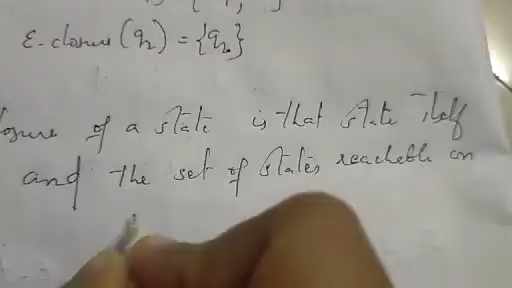 ε-closure (q2) = {q2}
closure of a state is that state itself
and the set of states reachable on